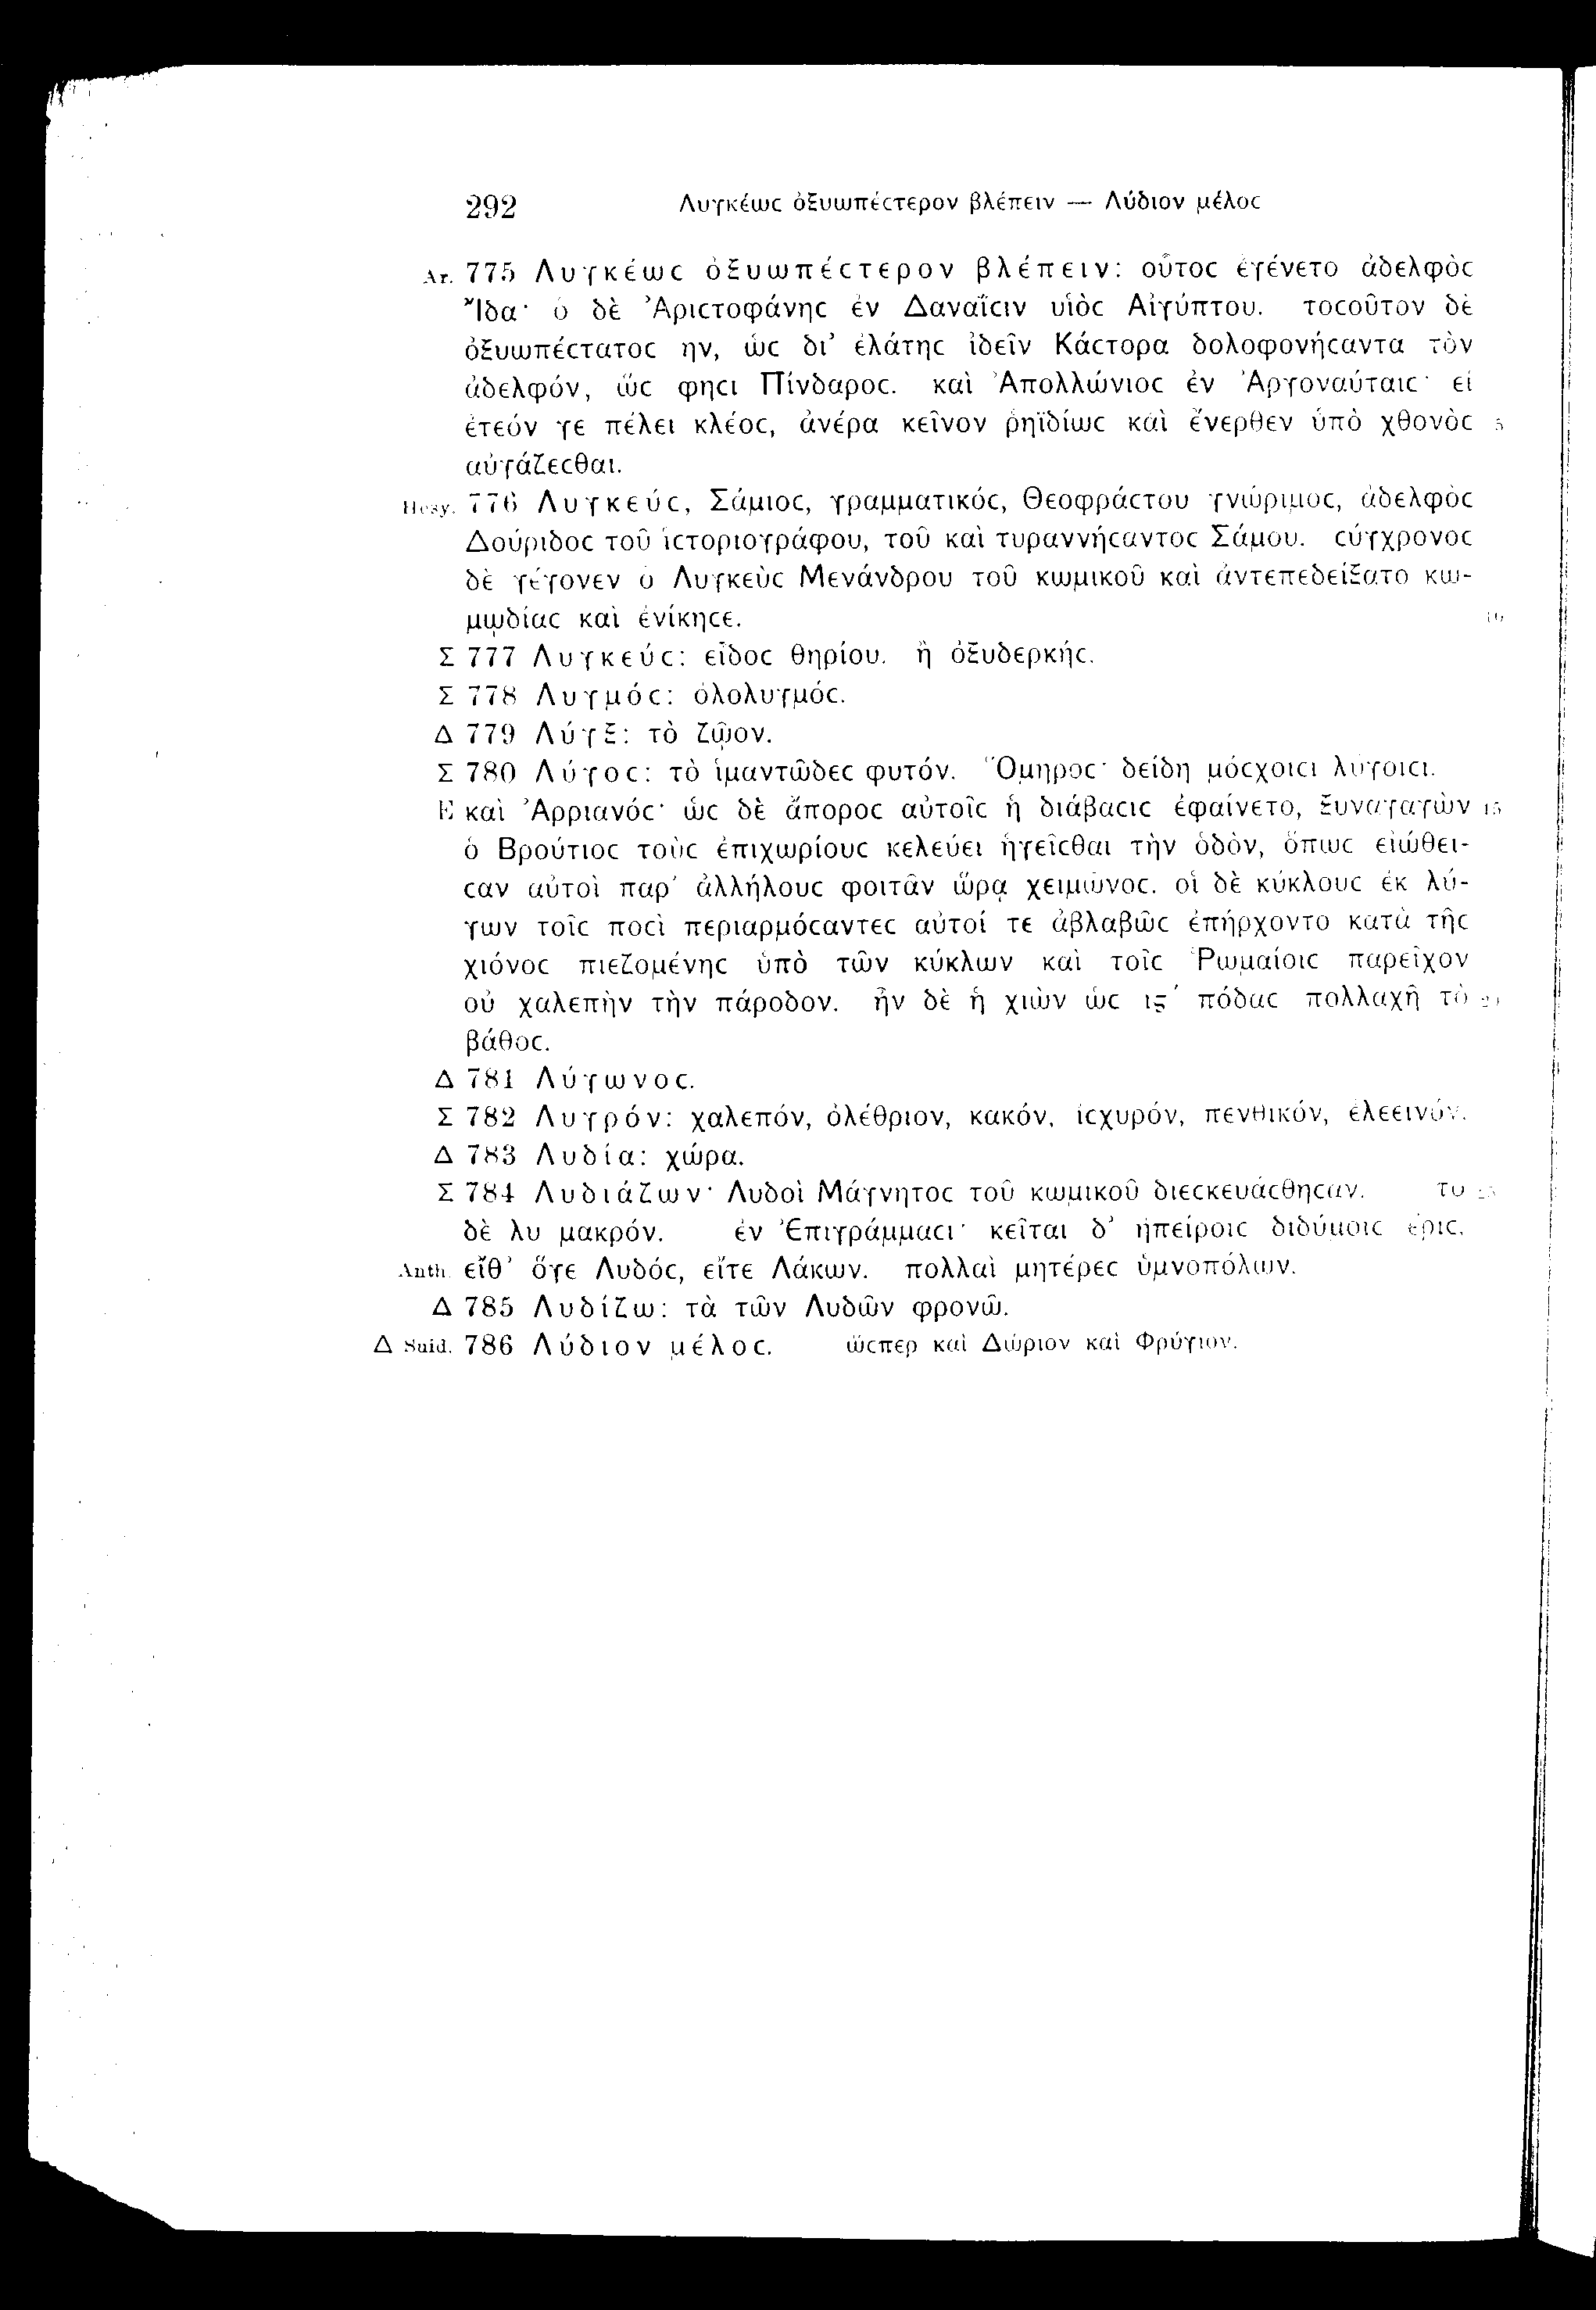 292 Λυγκέωϲ ὀξυωπέϲτερον βλέπειν — Λύδιον μέλοϲ
Ar. 775 Λυγκέωϲ ὀξυωπέϲτερον βλέπειν: οὗτοϲ ἐγένετο ἀδελφὸϲ
Ἴδα· ὁ δὲ Ἀριϲτοφάνηϲ ἐν Δαναΐϲιν υἱὸϲ Αἰγύπτου. τοϲοῦτον δὲ
ὀξυωπέϲτατοϲ ην, ὡϲ δι’ ἐλάτηϲ ἰδεῖν Κάϲτορα δολοφονήϲαντα τὸν
ἀδελφόν, ὥϲ φηϲι Πίνδαροϲ. καὶ Ἀπολλώνιοϲ ἐν Ἀργοναύταιϲ· εἰ
ἐτεόν γε πέλει κλέοϲ, ἀνέρα κεῖνον ῥηϊδίωϲ καὶ ἔνερθεν ὑπὸ χθονὸϲ 5
αὐγάζεϲθαι.
Hesy. 776 Λυγκεύϲ, Σάμιοϲ, γραμματικόϲ, Θεοφράϲτου γνώριμοϲ, ἀδελφὸϲ
Δούριδοϲ τοῦ ἱϲτοριογράφου, τοῦ καὶ τυραννήϲαντοϲ Σάμου. ϲύγχρονοϲ
δὲ γέγονεν ὁ Λυγκεὺϲ Μενάνδρου τοῦ κωμικοῦ καὶ ἀντεπεδείξατο κω-
μῳδίαϲ καὶ ἐνίκηϲε. 10
Σ 777 Λυγκεύϲ: εἶδοϲ θηρίου. ἢ ὀξυδερκήϲ.
Σ 778 Λυγμόϲ: ὀλολυγμόϲ.
Δ 779 Λύγξ: τὸ ζῷον.
Σ 780 Λύγοϲ: τὸ ἱμαντῶδεϲ φυτόν. Ὅμηροϲ· δείδη μόϲχοιϲι λύγοιϲι.
E καὶ Ἀρριανόϲ· ὡϲ δὲ ἄποροϲ αὐτοῖϲ ἡ διάβαϲιϲ ἐφαίνετο, ξυναγαγὼν 15
ὁ Βρούτιοϲ τοὺϲ ἐπιχωρίουϲ κελεύει ἡγεῖϲθαι τὴν ὁδὸν, ὅπωϲ εἰώθει-
ϲαν αὐτοὶ παρ’ ἀλλήλουϲ φοιτᾶν ὥρᾳ χειμῶνοϲ. οἱ δὲ κύκλουϲ ἐκ λύ-
γων τοῖϲ ποϲὶ περιαρμόϲαντεϲ αὐτοί τε ἀβλαβῶϲ ἐπήρχοντο κατὰ τῆϲ
χιόνοϲ πιεζομένηϲ ὑπὸ τῶν κύκλων καὶ τοῖϲ Ῥωμαίοιϲ παρεῖχον
οὐ χαλεπὴν τὴν πάροδον. ἦν δὲ ἡ χιὼν ὡϲ ιϛ΄ πόδαϲ πολλαχῆ τὸ 20
βάθοϲ.
Δ 781 Λύγωνοϲ.
Σ 782 Λυγρόν: χαλεπόν, ὀλέθριον, κακόν, ἰϲχυρόν, πενθικόν, ἐλεεινόν.
Δ 783 Λυδία: χώρα.
Σ 784 Λυδιάζων· Λυδοὶ Μάγνητοϲ τοῦ κωμικοῦ διεϲκευάϲθηϲαν. τὸ 25
δὲ λυ μακρόν. ἐν Ἐπιγράμμαϲι· κεῖται δ’ ἠπείροιϲ διδύμοιϲ ἔριϲ,
Anth. εἴθ’ ὅγε Λυδόϲ, εἴτε Λάκων. πολλαὶ μητέρεϲ ὑμνοπόλων.
Δ 785 Λυδίζω: τὰ τῶν Λυδῶν φρονῶ.
Δ Suid. 786 Λύδιον μέλοϲ. ὥϲπερ καὶ Δώριον καὶ Φρύγιον.